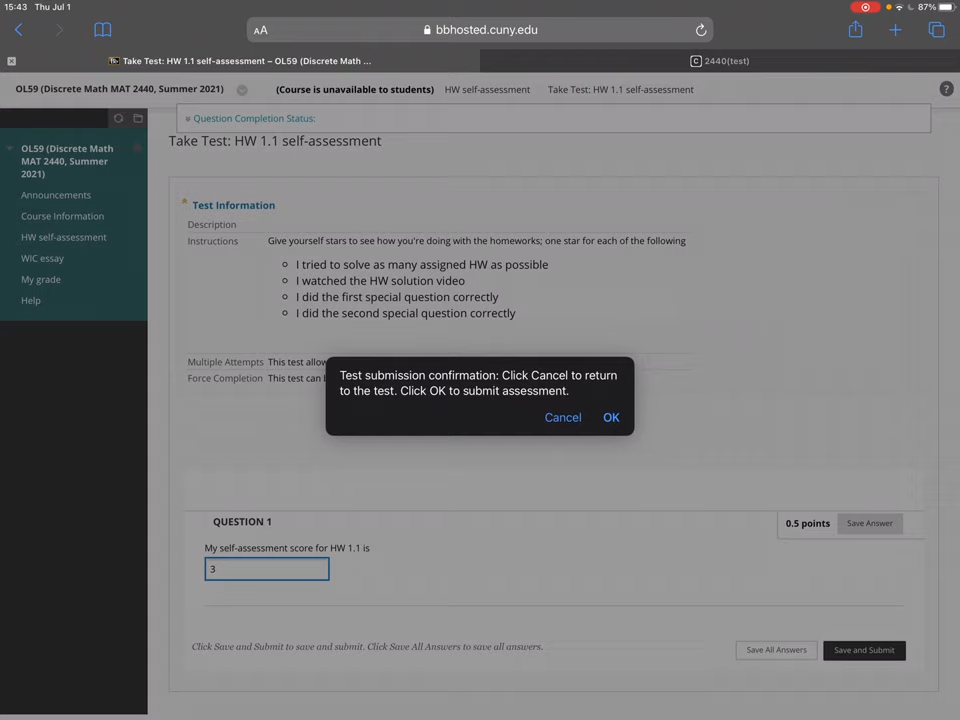 15:43 Thu Jul 1
87%
AA
bbhosted.cuny.edu
Take Test: HW 1.1 self-assessment – OL59 (Discrete Math ...
C 2440(test)
OL59 (Discrete Math MAT 2440, Summer 2021)
(Course is unavailable to students)
HW self-assessment
Take Test: HW 1.1 self-assessment
?
Question Completion Status:
Take Test: HW 1.1 self-assessment
OL59 (Discrete Math
MAT 2440, Summer
2021)
Announcements
Course Information
HW self-assessment
WIC essay
My grade
Help
Test Information
Description
Instructions Give yourself stars to see how you're doing with the homeworks; one star for each of the following
I tried to solve as many assigned HW as possible
I watched the HW solution video
I did the first special question correctly
I did the second special question correctly
Multiple Attempts This test allow
Force Completion This test can
Test submission confirmation: Click Cancel to return
to the test. Click OK to submit assessment.
Cancel OK
QUESTION 1
0.5 points Save Answer
My self-assessment score for HW 1.1 is
3
Click Save and Submit to save and submit. Click Save All Answers to save all answers.
Save All Answers Save and Submit